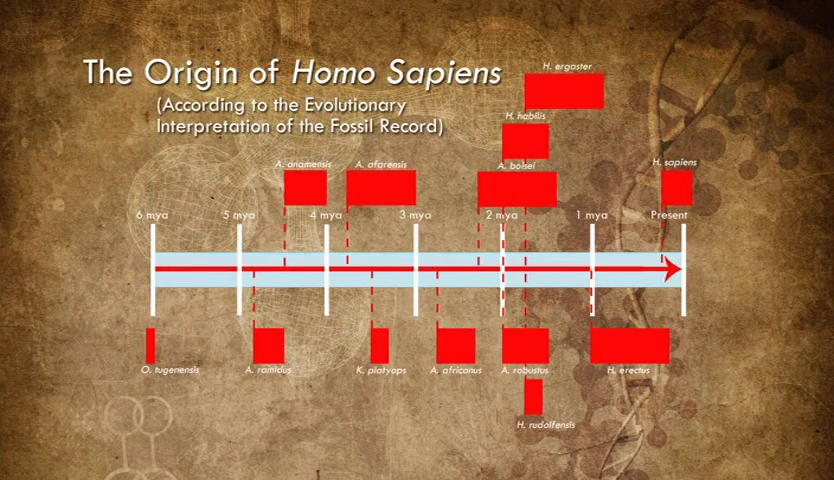 The Origin of Homo Sapiens
(According to the Evolutionary
Interpretation of the Fossil Record)
H. ergaster
H. habilis
A. anamensis
A. afarensis
A. boisei
H. sapiens
6 mya
5 mya
4 mya
3 mya
2 mya
1 mya
Present
O. tugenensis
A. ramidus
K. platyops
A. africanus
A. robustus
H. erectus
H. rudolfensis